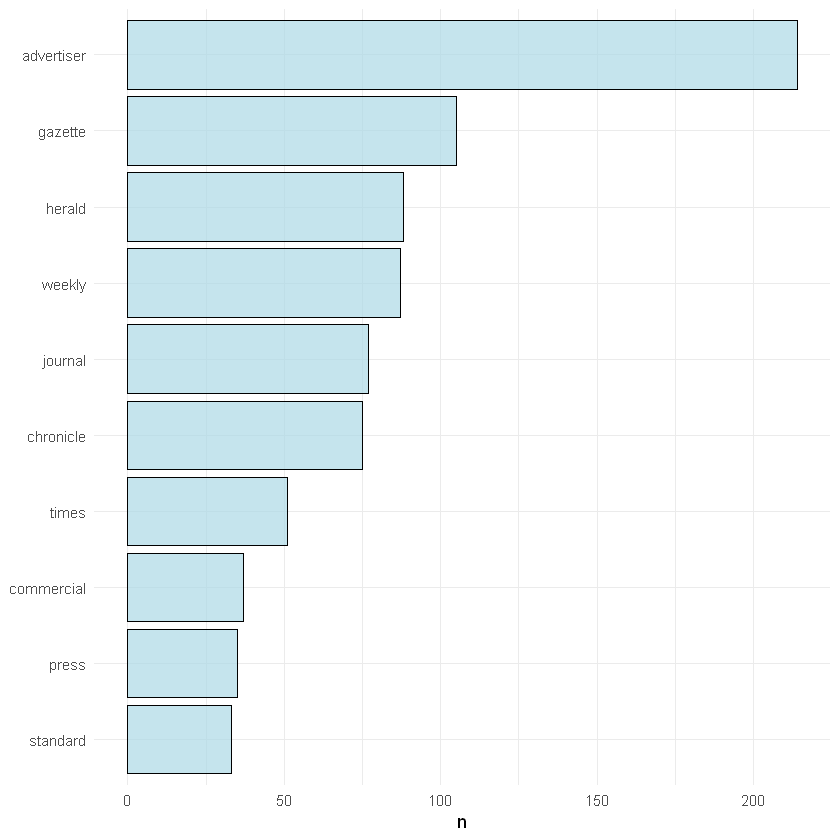 advertiser
gazette
herald
weekly
journal
chronicle
times
commercial
press
standard
0 50 100 150 200
n